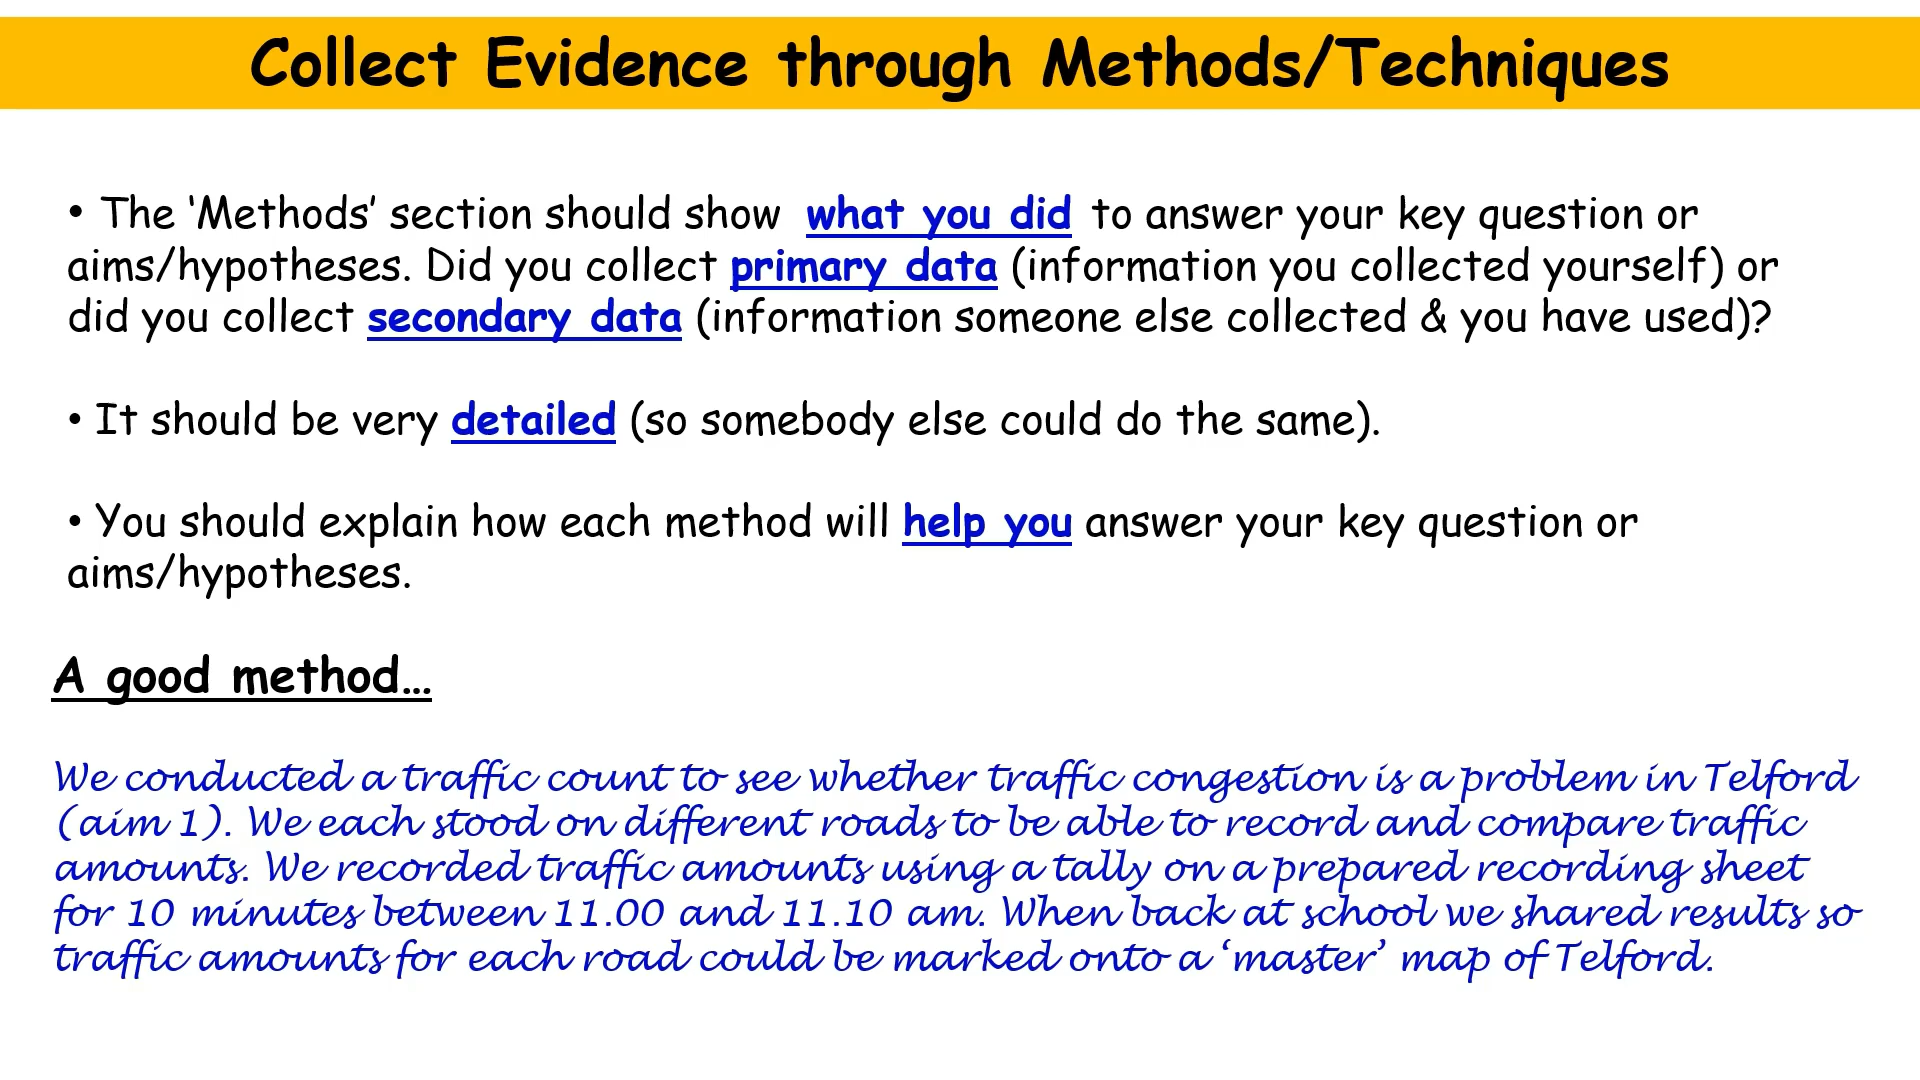 Collect Evidence through Methods/Techniques
• The ‘Methods’ section should show what you did to answer your key question or
aims/hypotheses. Did you collect primary data (information you collected yourself) or
did you collect secondary data (information someone else collected & you have used)?
• It should be very detailed (so somebody else could do the same).
• You should explain how each method will help you answer your key question or
aims/hypotheses.
A good method…
We conducted a traffic count to see whether traffic congestion is a problem in Telford
(aim 1). We each stood on different roads to be able to record and compare traffic
amounts. We recorded traffic amounts using a tally on a prepared recording sheet
for 10 minutes between 11.00 and 11.10 am. When back at school we shared results so
traffic amounts for each road could be marked onto a ‘master’ map of Telford.